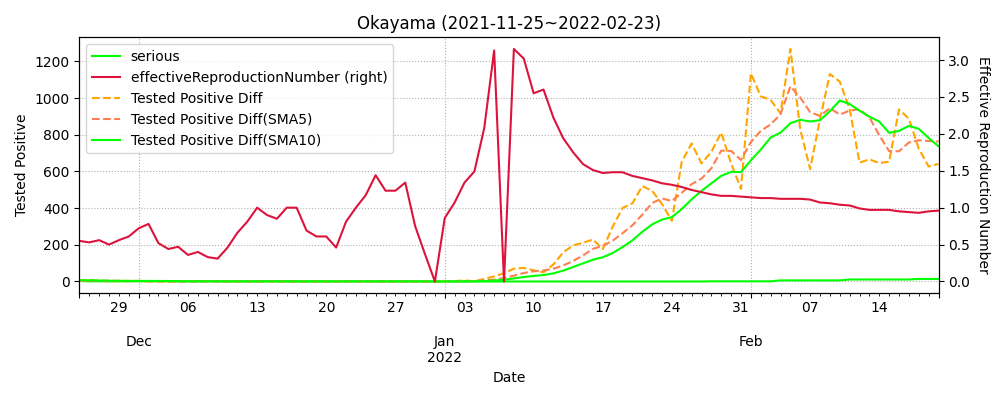 Okayama (2021-11-25~2022-02-23)
serious
effectiveReproductionNumber (right)
Tested Positive Diff
Tested Positive Diff(SMA5)
Tested Positive Diff(SMA10)
Tested Positive
1200
1000
800
600
400
200
0
3.0
2.5
2.0
1.5
1.0
0.5
0.0
Effective Reproduction Number
29 06 13 20 27 03 10 17 24 31 07 14
Dec Jan Feb
2022
Date